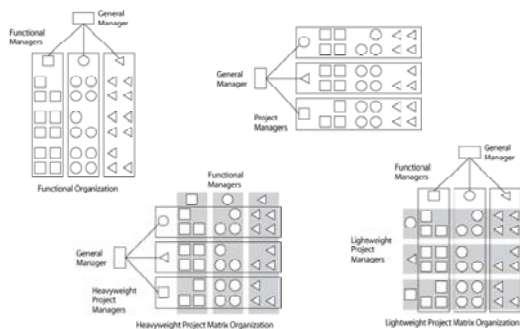 General
Manager
Functional
Managers
Functional Organization
General
Manager
Project
Managers
Functional
Managers
General
Manager
Heavyweight
Project
Managers
Heavyweight Project Matrix Organization
General
Manager
Functional
Managers
Lightweight
Project
Managers
Lightweight Project Matrix Organization